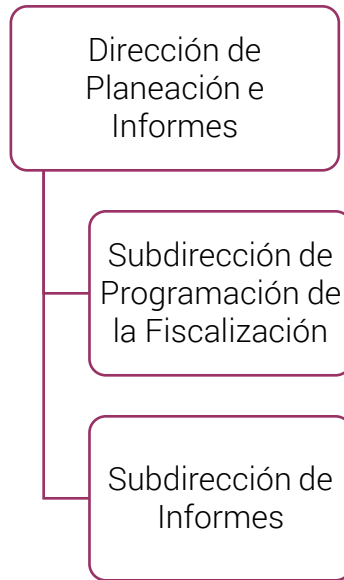 Dirección de
Planeación e
Informes
Subdirección de
Programación de
la Fiscalización
Subdirección de
Informes